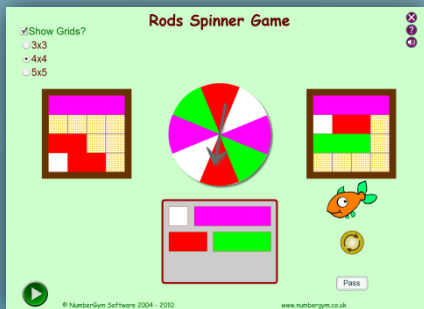 Rods Spinner Game
Show Grids?
3x3
4x4
5x5
?
Pass
© NumberGym Software 2004 - 2010
www.numbergym.co.uk